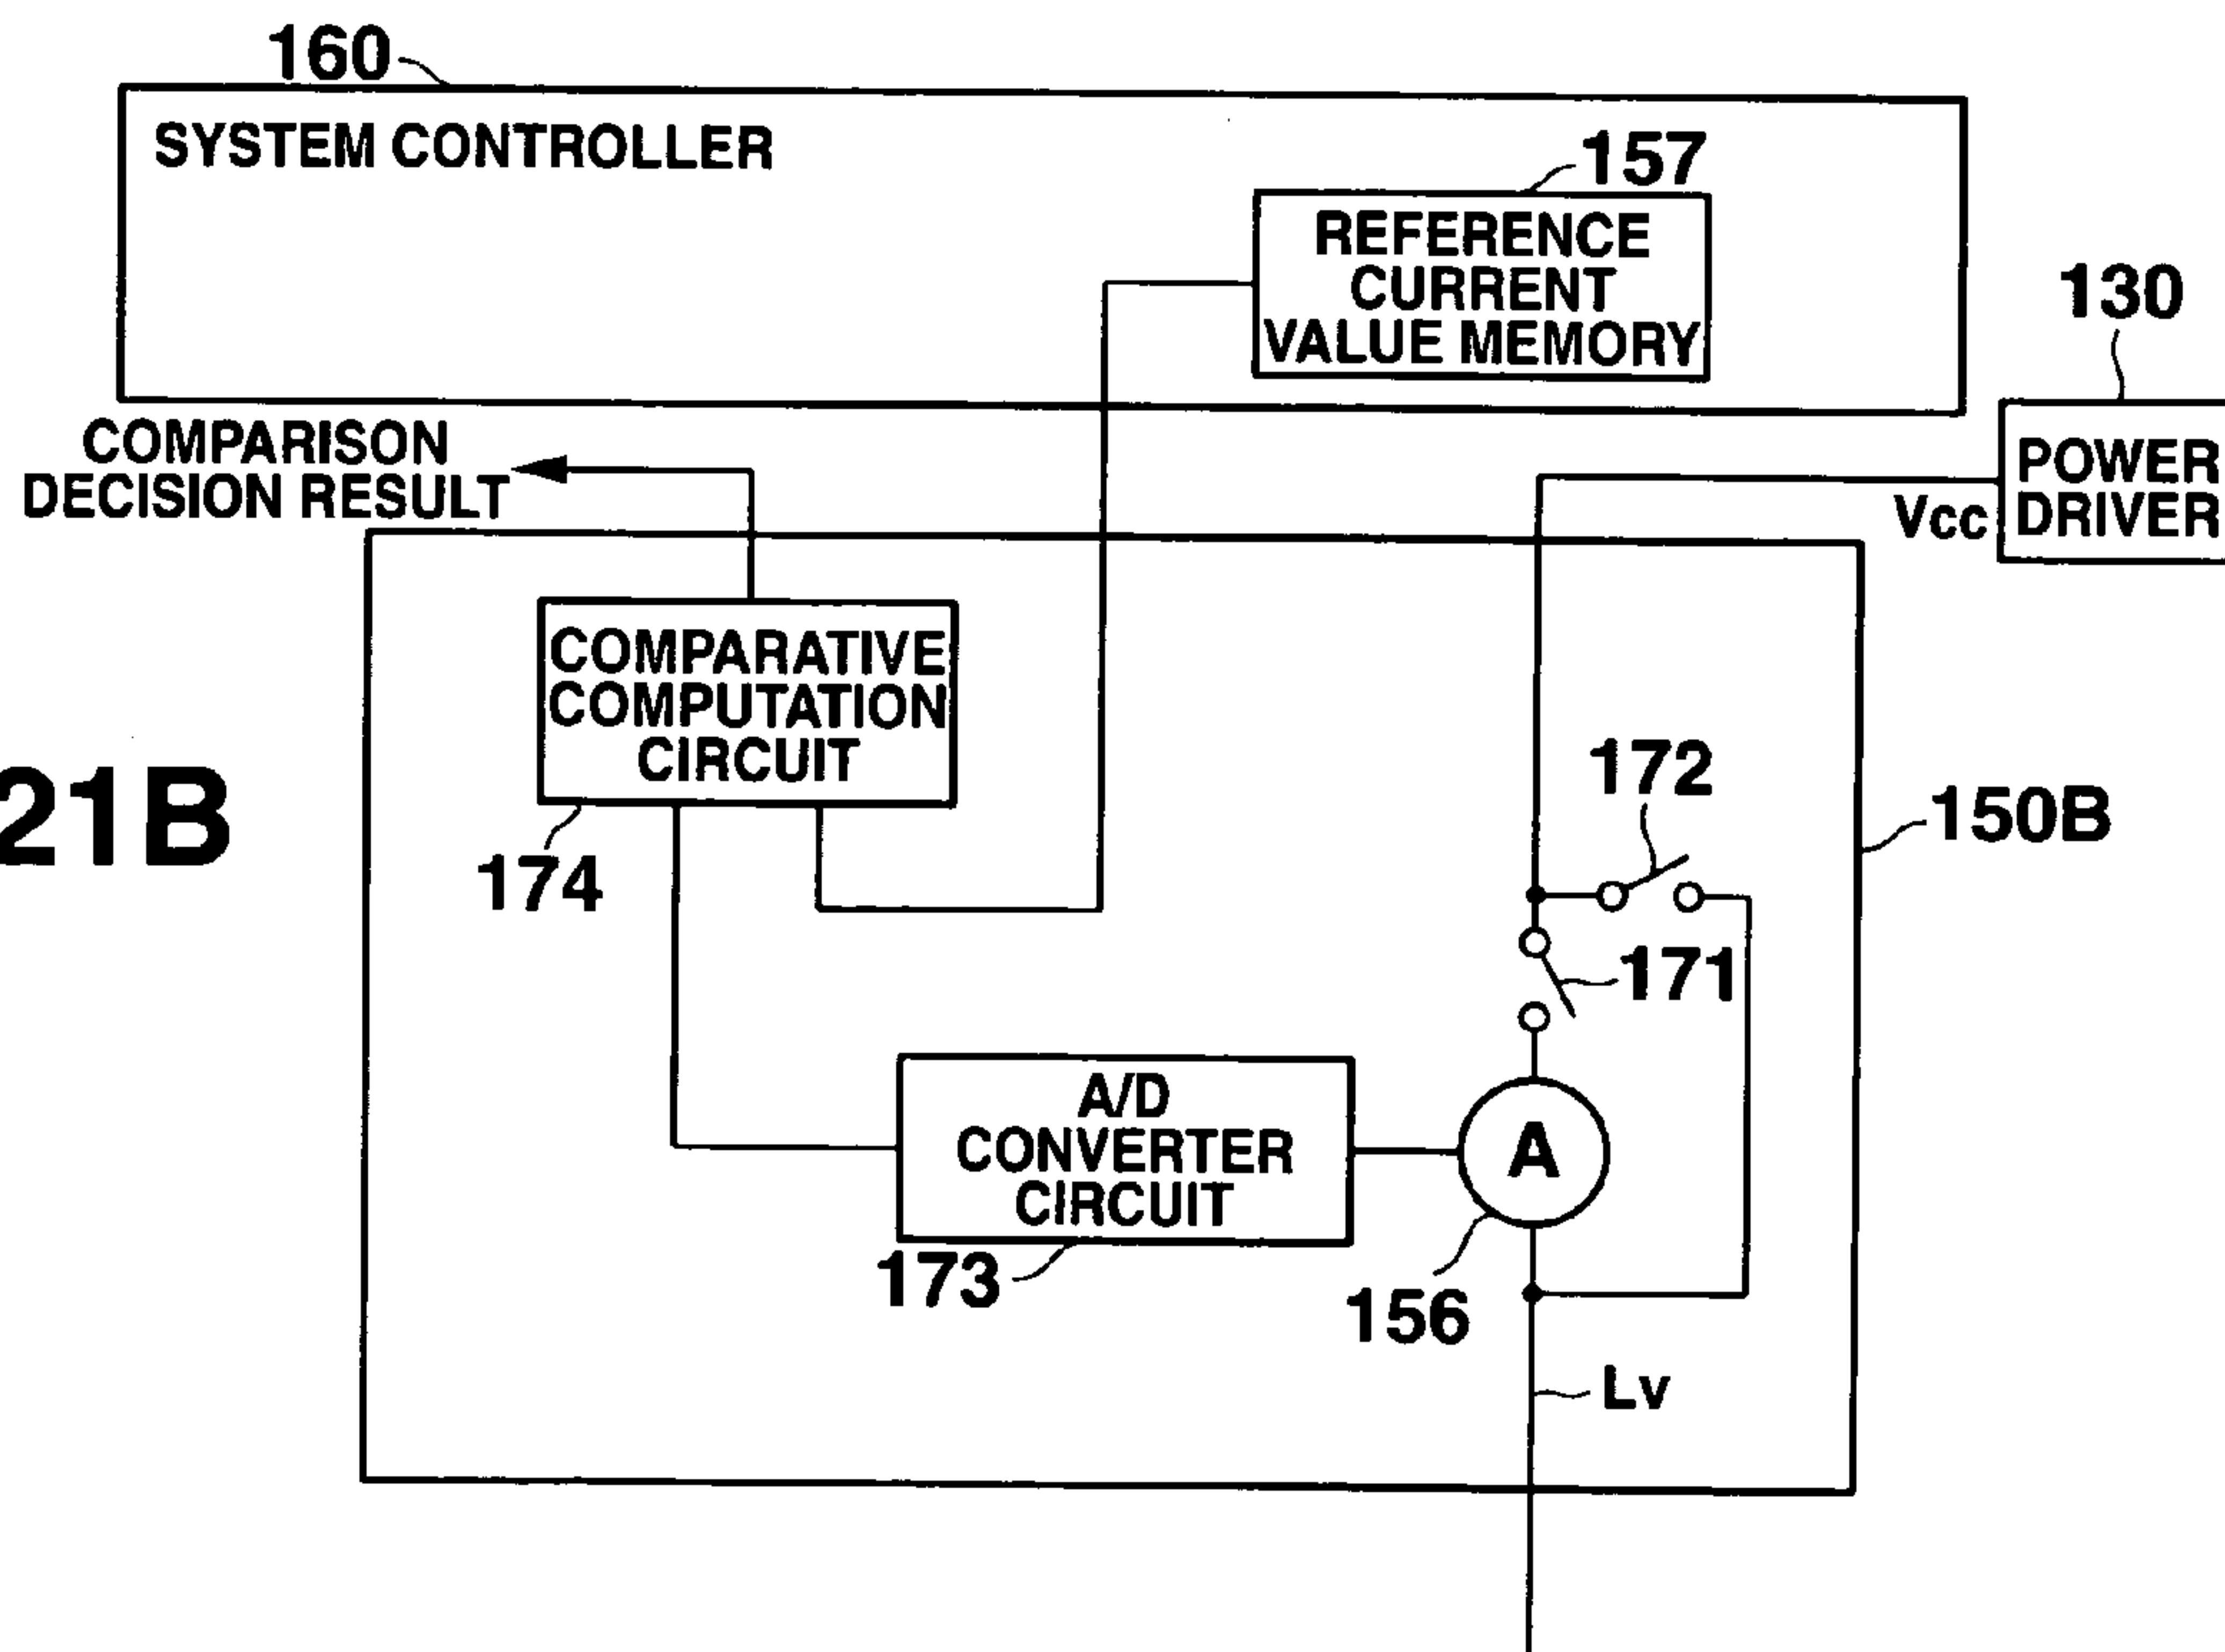 160
SYSTEM CONTROLLER
157
REFERENCE
CURRENT
VALUE MEMORY
130
COMPARISON
DECISION RESULT
POWER
DRIVER
Vcc
COMPARATIVE
COMPUTATION
CIRCUIT
172
150B
21B
174
171
A/D
CONVERTER
CIRCUIT
A
173
156
Lv